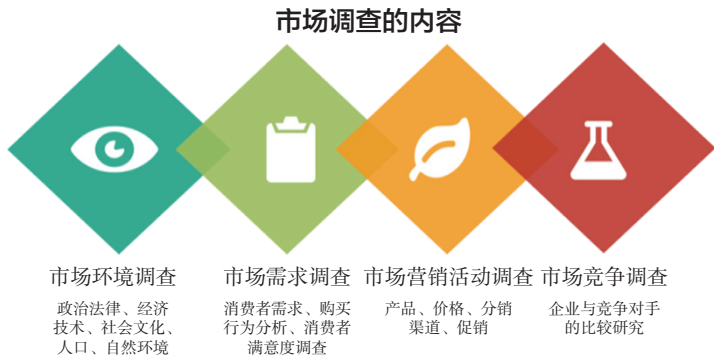 市场调查的内容
市场环境调查
政治法律、经济
技术、社会文化、
人口、自然环境
市场需求调查
消费者需求、购买
行为分析、消费者
满意度调查
市场营销活动调查
产品、价格、分销
渠道、促销
市场竞争调查
企业与竞争对手
的比较研究